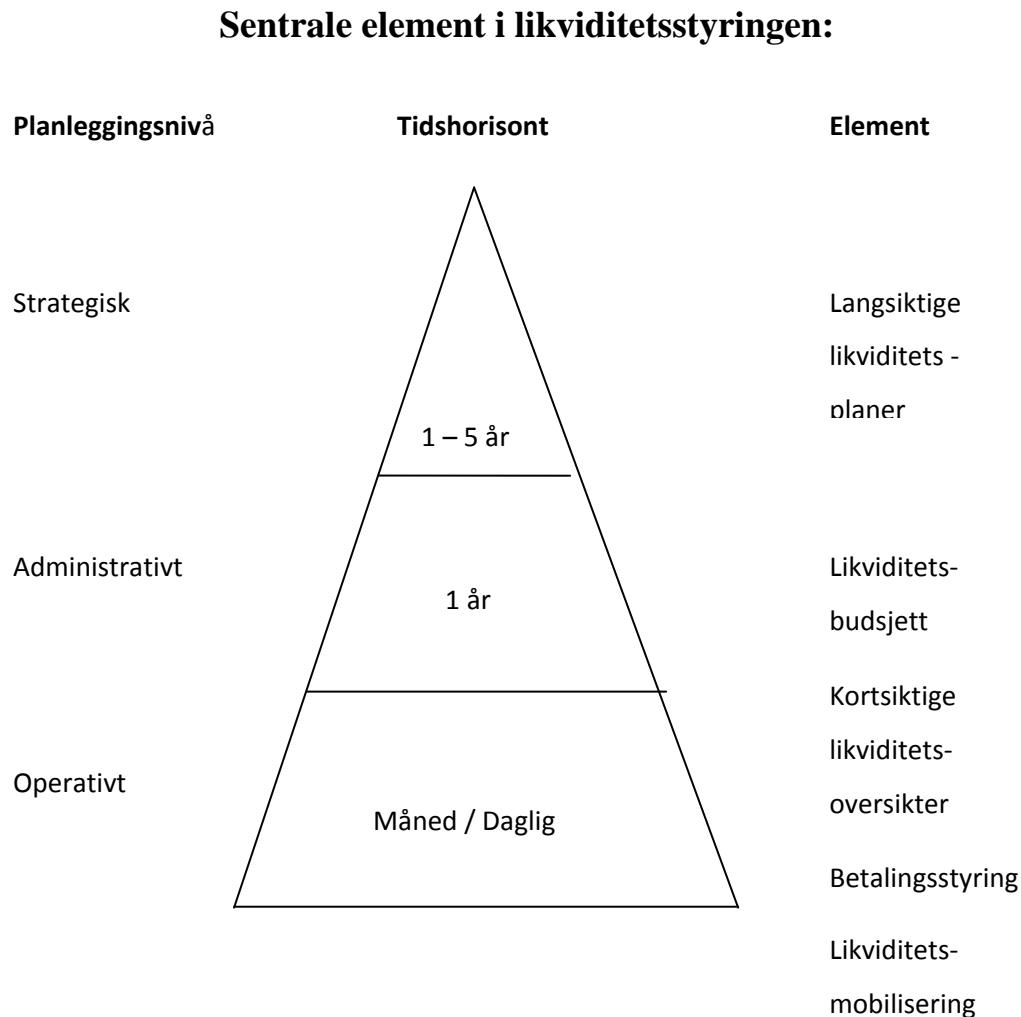 Sentrale element i likviditetsstyringen:
Planleggingsnivå Tidshorisont Element
Strategisk
Langsiktige
likviditets -
planer
1 – 5 år
Administrativt
Likviditets-
budsjett
1 år
Kortsiktige
likviditets-
oversikter
Operativt
Måned / Daglig
Betalingsstyring
Likviditets-
mobilisering